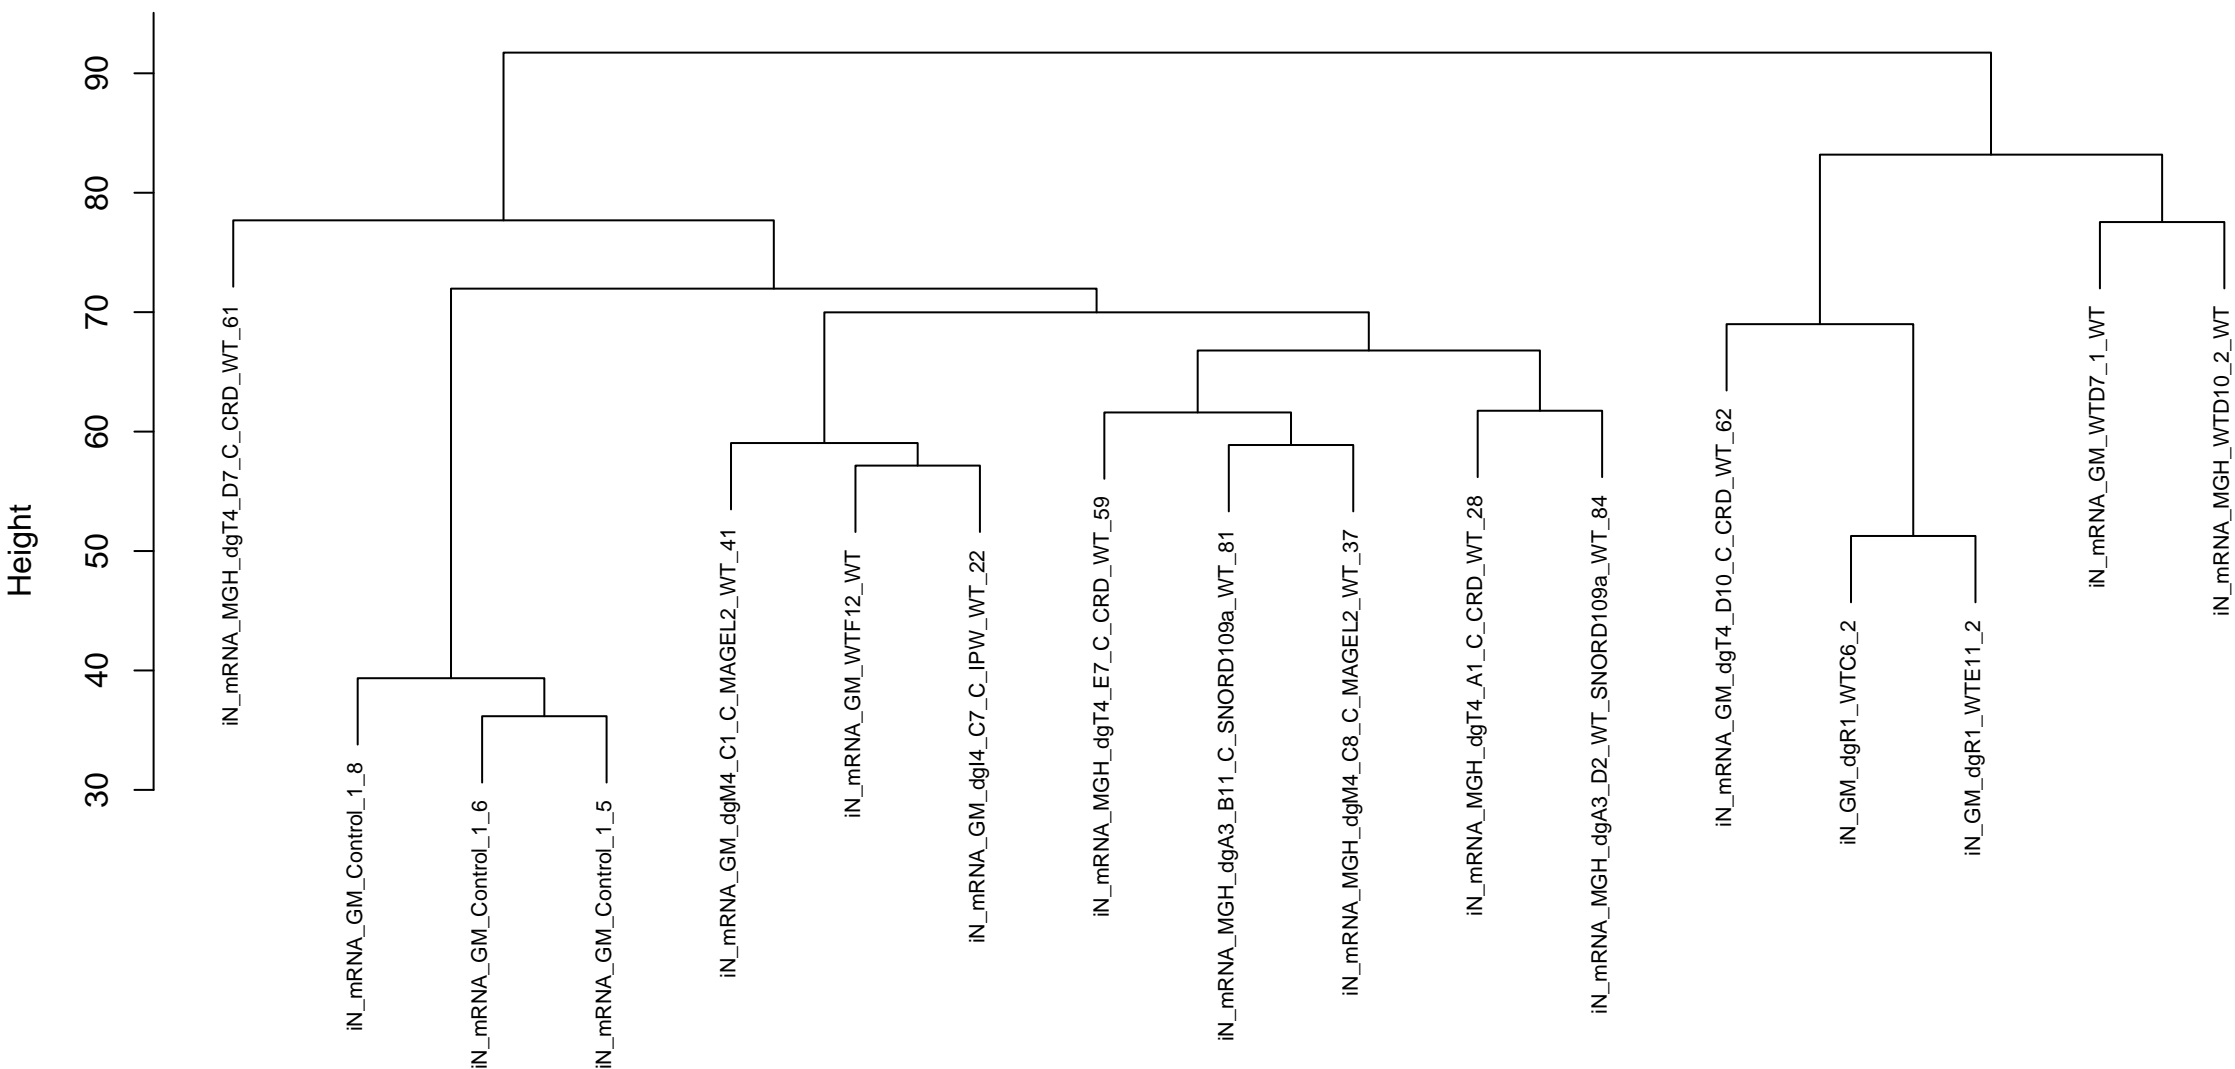 Height
90
80
70
60
50
40
30
iN_mRNA_MGH_dgT4_D7_C_CRD_WT_61
iN_mRNA_GM_Control_1_8
iN_mRNA_GM_Control_1_6
iN_mRNA_GM_Control_1_5
iN_mRNA_GM_dgM4_C1_C_MAGEL2_WT_41
iN_mRNA_GM_WTF12_WT
iN_mRNA_GM_dgI4_C7_C_IPW_WT_22
iN_mRNA_MGH_dgT4_E7_C_CRD_WT_59
iN_mRNA_MGH_dgA3_B11_C_SNORD109a_WT_81
iN_mRNA_MGH_dgM4_C8_C_MAGEL2_WT_37
iN_mRNA_MGH_dgT4_A1_C_CRD_WT_28
iN_mRNA_MGH_dgA3_D2_WT_SNORD109a_WT_84
iN_mRNA_GM_dgT4_D10_C_CRD_WT_62
iN_GM_dgR1_WTC6_2
iN_GM_dgR1_WTE11_2
iN_mRNA_GM_WTD7_1_WT
iN_mRNA_MGH_WTD10_2_WT